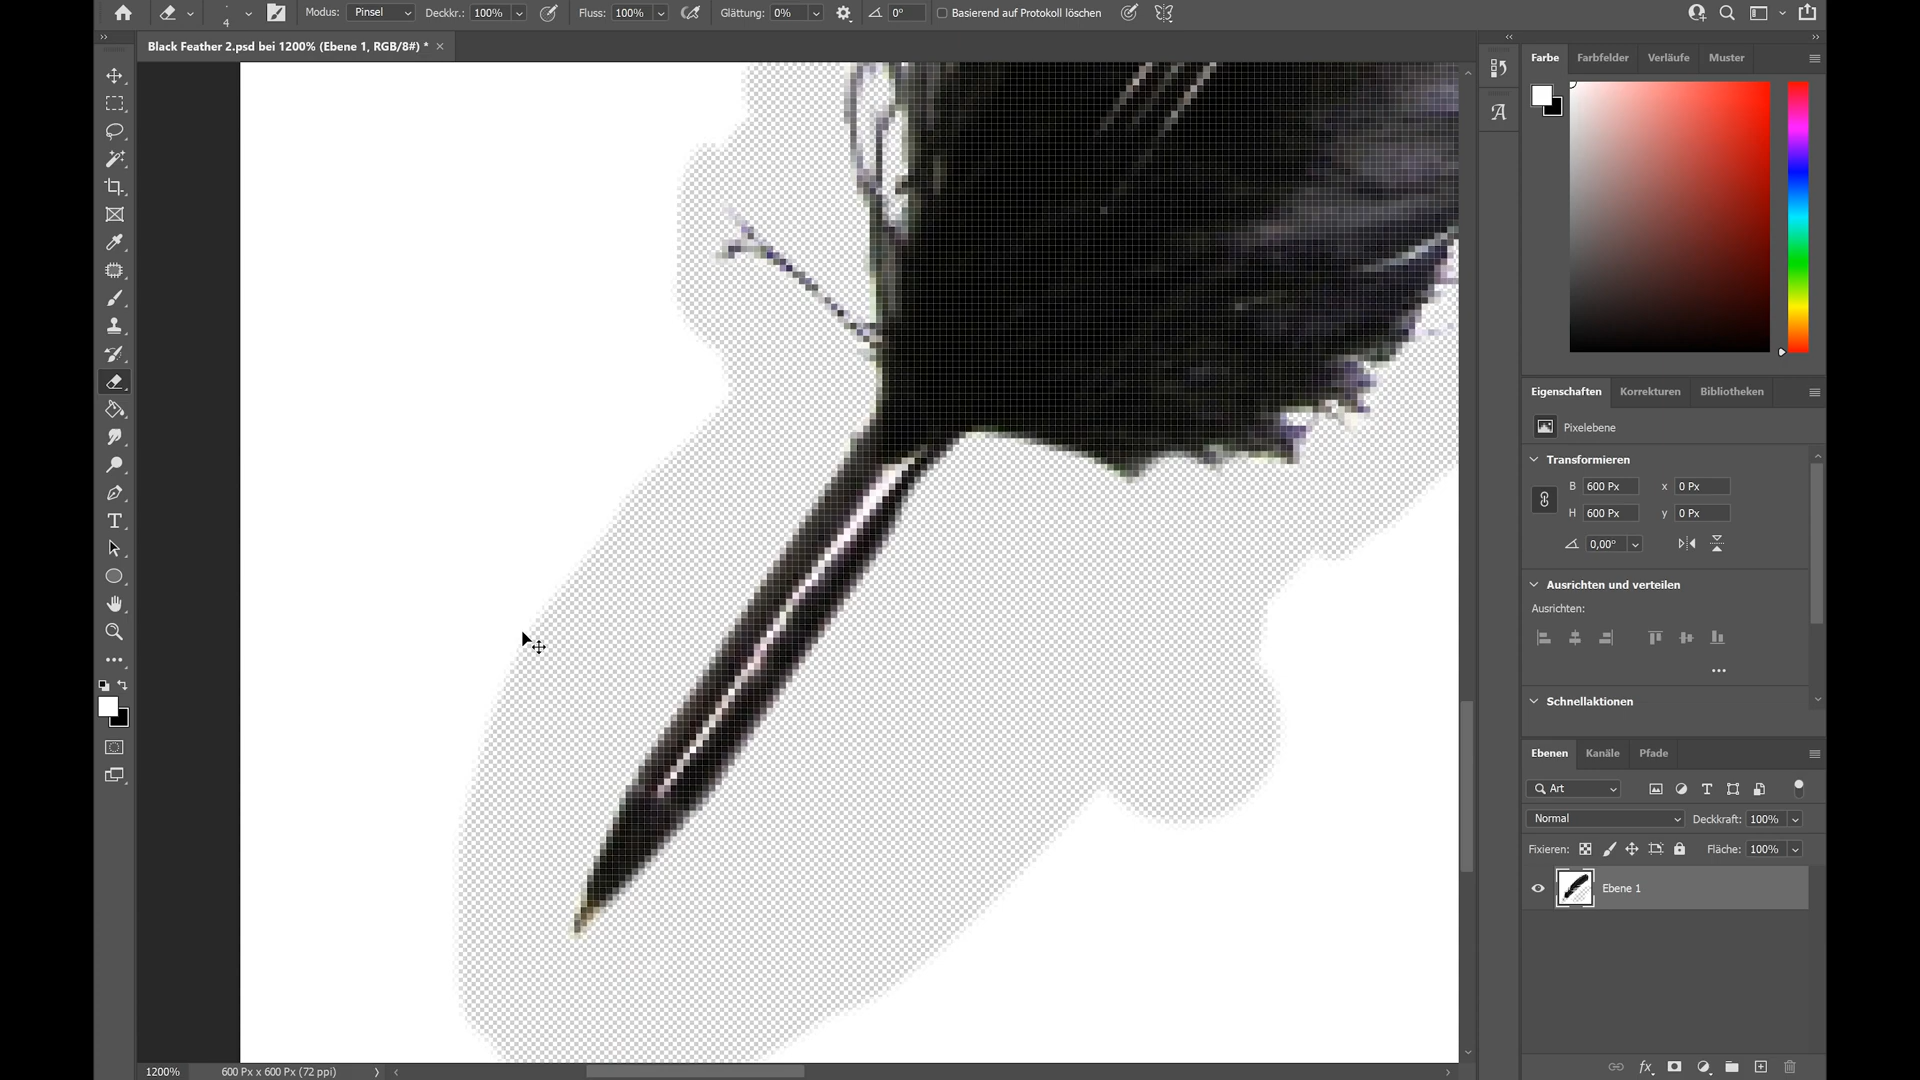 4 Modus: Pinsel Deckkr.: 100% Fluss: 100% Glättung: 0% 0° Basierend auf Protokoll löschen
Black Feather 2.psd bei 1200% (Ebene 1, RGB/8#) *
Farbe Farbfelder Verläufe Muster
Eigenschaften Korrekturen Bibliotheken
Pixelebene
Transformieren
B 600 Px x 0 Px
H 600 Px y 0 Px
0,00°
Ausrichten und verteilen
Ausrichten:
Schnellaktionen
Ebenen Kanäle Pfade
Art
Normal Deckkraft: 100%
Fixieren: Fläche: 100%
Ebene 1
1200% 600 Px x 600 Px (72 ppi)